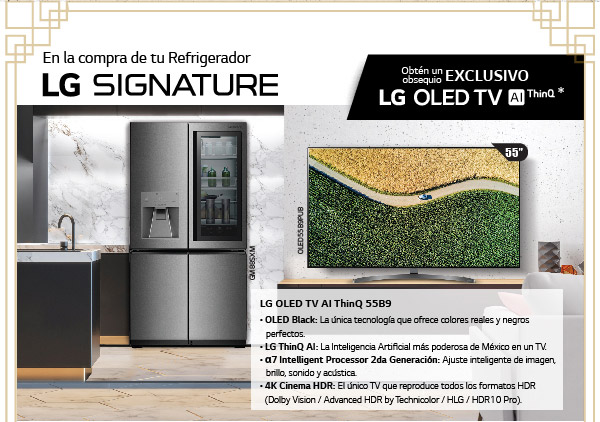 En la compra de tu Refrigerador
LG SIGNATURE
Obtén un
obsequio EXCLUSIVO
LG OLED TV AI ThinQ *
55"
GM88SXM
OLED55B9PUB
LG OLED TV AI ThinQ 55B9
• OLED Black: La única tecnología que ofrece colores reales y negros
perfectos.
• LG ThinQ AI: La Inteligencia Artificial más poderosa de México en un TV.
• α7 Intelligent Processor 2da Generación: Ajuste inteligente de imagen,
brillo, sonido y acústica.
• 4K Cinema HDR: El único TV que reproduce todos los formatos HDR
(Dolby Vision / Advanced HDR by Technicolor / HLG / HDR10 Pro).